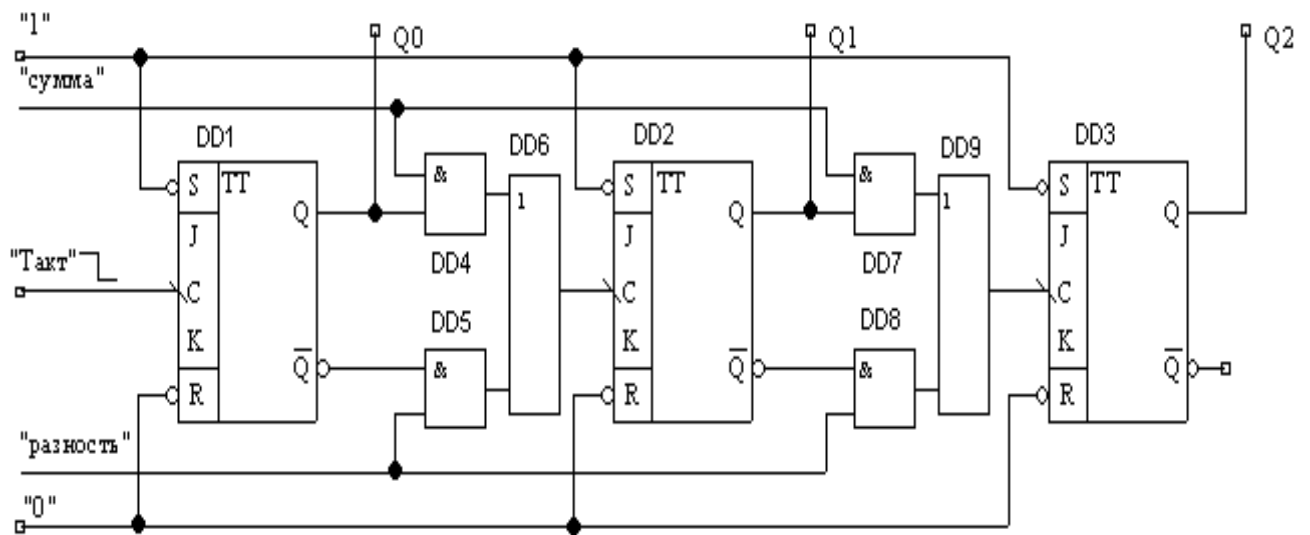 "1"
Q0
Q1
Q2
"сумма"
DD1
DD6
DD2
DD9
DD3
S TT
Q
J
C
K
Q̅
R
&
DD4
DD5
&
1
S TT
Q
J
C
K
Q̅
R
&
DD7
DD8
&
1
S TT
Q
J
C
K
Q̅
R
"Такт"
"разность"
"0"